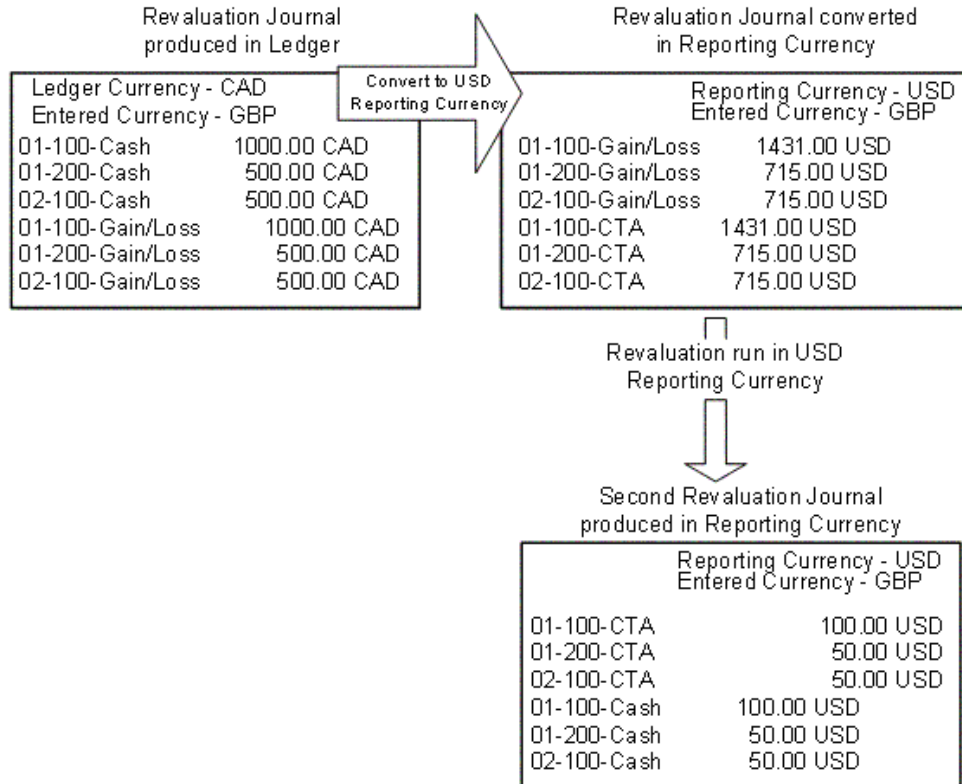 Revaluation Journal
produced in Ledger
Convert to USD
Reporting Currency
Revaluation Journal converted
in Reporting Currency
Ledger Currency - CAD
Entered Currency - GBP
01-100-Cash 1000.00 CAD
01-200-Cash 500.00 CAD
02-100-Cash 500.00 CAD
01-100-Gain/Loss 1000.00 CAD
01-200-Gain/Loss 500.00 CAD
02-100-Gain/Loss 500.00 CAD
Reporting Currency - USD
Entered Currency - GBP
01-100-Gain/Loss 1431.00 USD
01-200-Gain/Loss 715.00 USD
02-100-Gain/Loss 715.00 USD
01-100-CTA 1431.00 USD
01-200-CTA 715.00 USD
02-100-CTA 715.00 USD
Revaluation run in USD
Reporting Currency
Second Revaluation Journal
produced in Reporting Currency
Reporting Currency - USD
Entered Currency - GBP
01-100-CTA 100.00 USD
01-200-CTA 50.00 USD
02-100-CTA 50.00 USD
01-100-Cash 100.00 USD
01-200-Cash 50.00 USD
02-100-Cash 50.00 USD